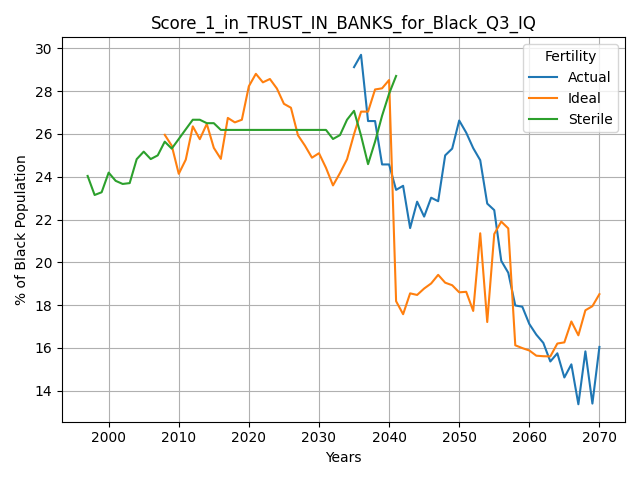 Score_1_in_TRUST_IN_BANKS_for_Black_Q3_IQ
% of Black Population
30
28
26
24
22
20
18
16
14
Fertility
Actual
Ideal
Sterile
2000 2010 2020 2030 2040 2050 2060 2070
Years